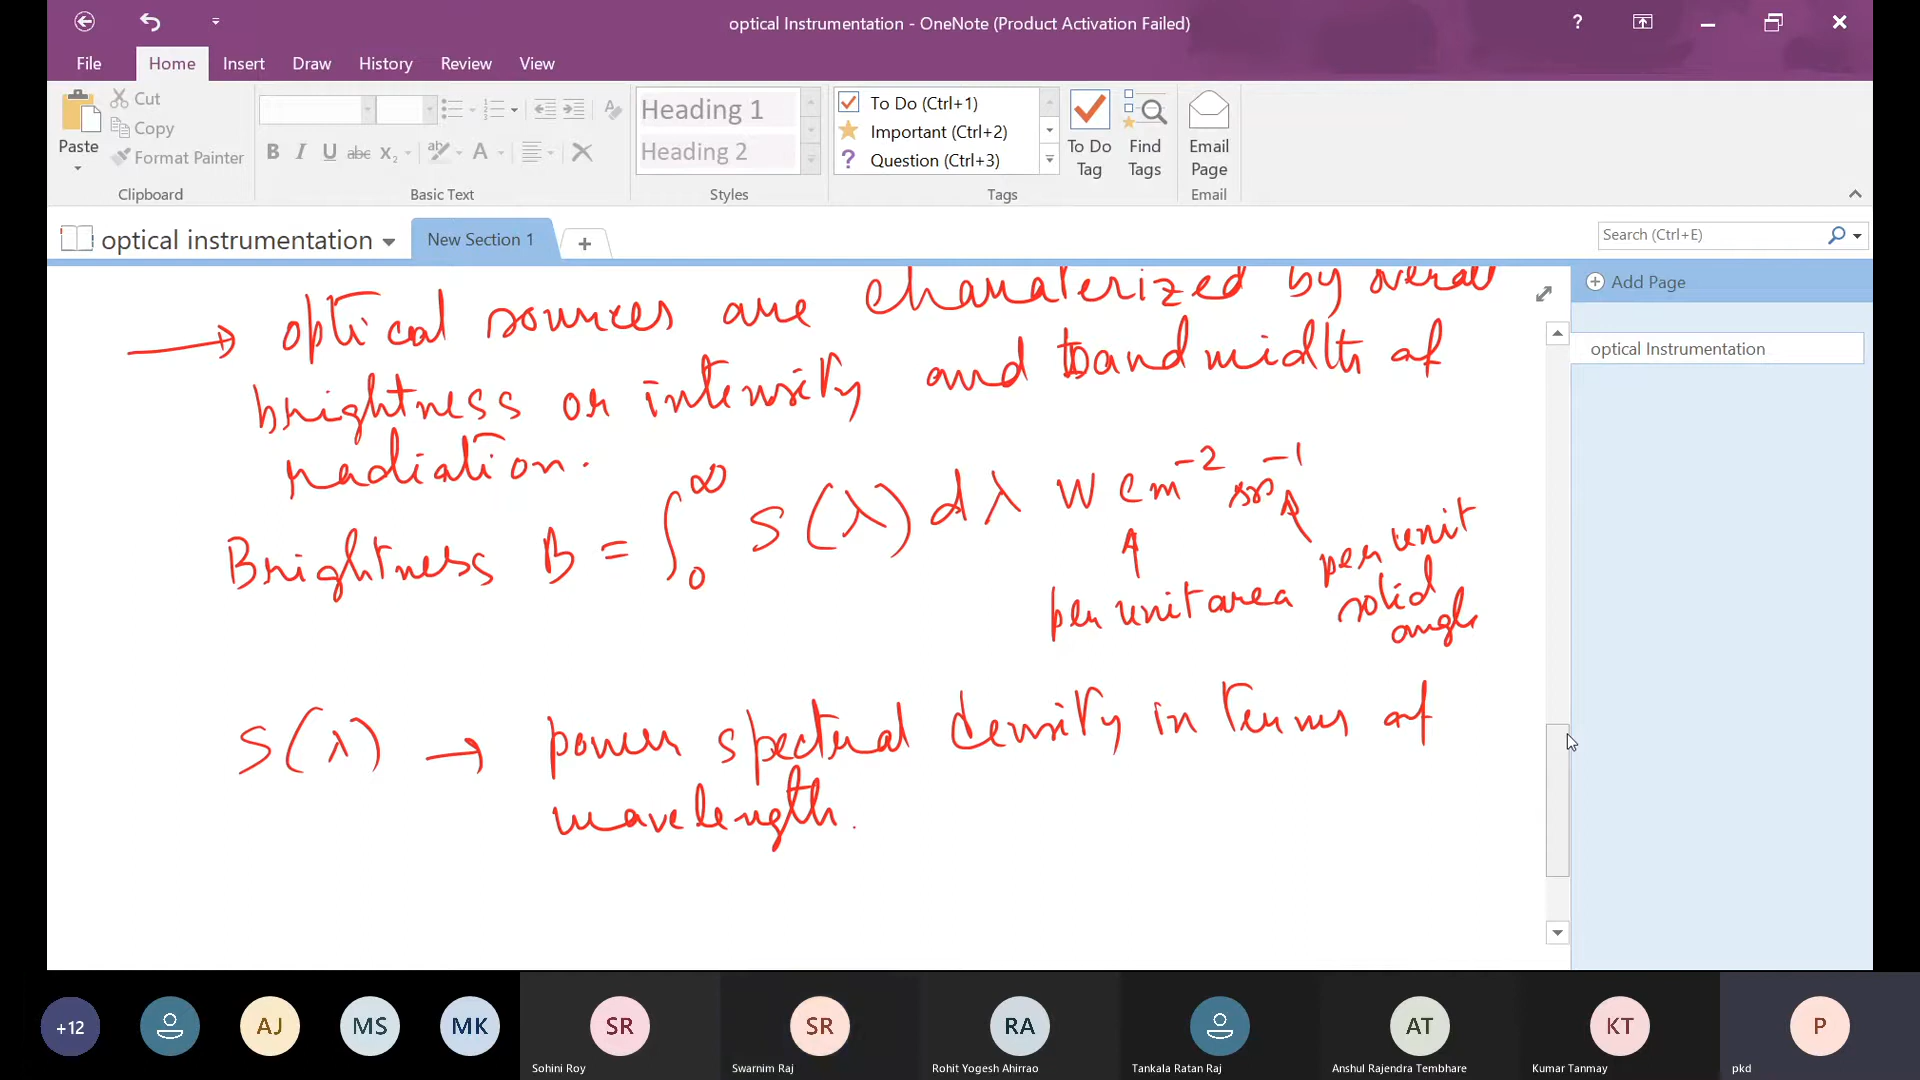 optical Instrumentation - OneNote (Product Activation Failed)
?
File Home Insert Draw History Review View
Paste
Cut
Copy
Format Painter
Clipboard
B I U abc X₂ A
Basic Text
Heading 1
Heading 2
Styles
To Do (Ctrl+1)
Important (Ctrl+2)
? Question (Ctrl+3)
Tags
To Do
Tag
Find
Tags
Email
Page
Email
optical instrumentation
New Section 1
+
Search (Ctrl+E)
Add Page
optical Instrumentation
→ optical sources are charaterized by overall
brightness or intensity and bandwidth of
radiation.
Brightness B = ∫₀^∞ S(λ) dλ W cm⁻² sr⁻¹
per unit area
per unit
solid
angle
S(λ) → power spectral density in terms of
wavelength.
+12 AJ MS MK SR SR RA AT KT P
Sohini Roy Swarnim Raj Rohit Yogesh Ahirrao Tankala Ratan Raj Anshul Rajendra Tembhare Kumar Tanmay pkd